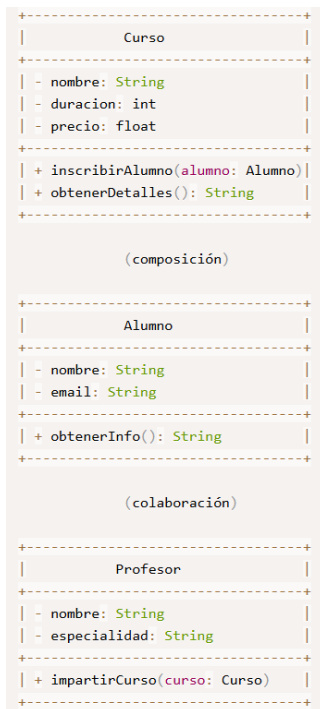 +--------------------------------+
|            Curso               |
+--------------------------------+
| - nombre: String
| - duracion: int
| - precio: float
+--------------------------------+
| + inscribirAlumno(alumno: Alumno)|
| + obtenerDetalles(): String      |
+--------------------------------+
(composición)
+--------------------------------+
|            Alumno              |
+--------------------------------+
| - nombre: String
| - email: String
+--------------------------------+
| + obtenerInfo(): String        |
+--------------------------------+
(colaboración)
+--------------------------------+
|           Profesor             |
+--------------------------------+
| - nombre: String
| - especialidad: String
+--------------------------------+
| + impartirCurso(curso: Curso)    |
+--------------------------------+